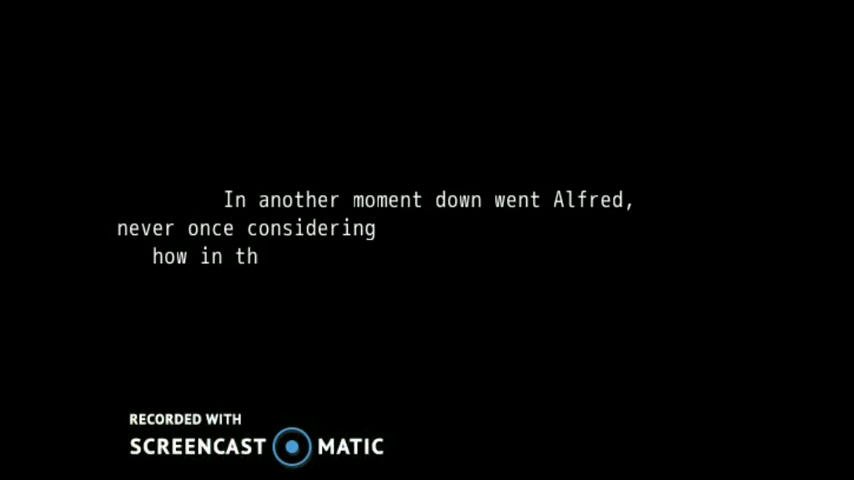 In another moment down went Alfred,
never once considering
how in th
RECORDED WITH
SCREENCAST MATIC